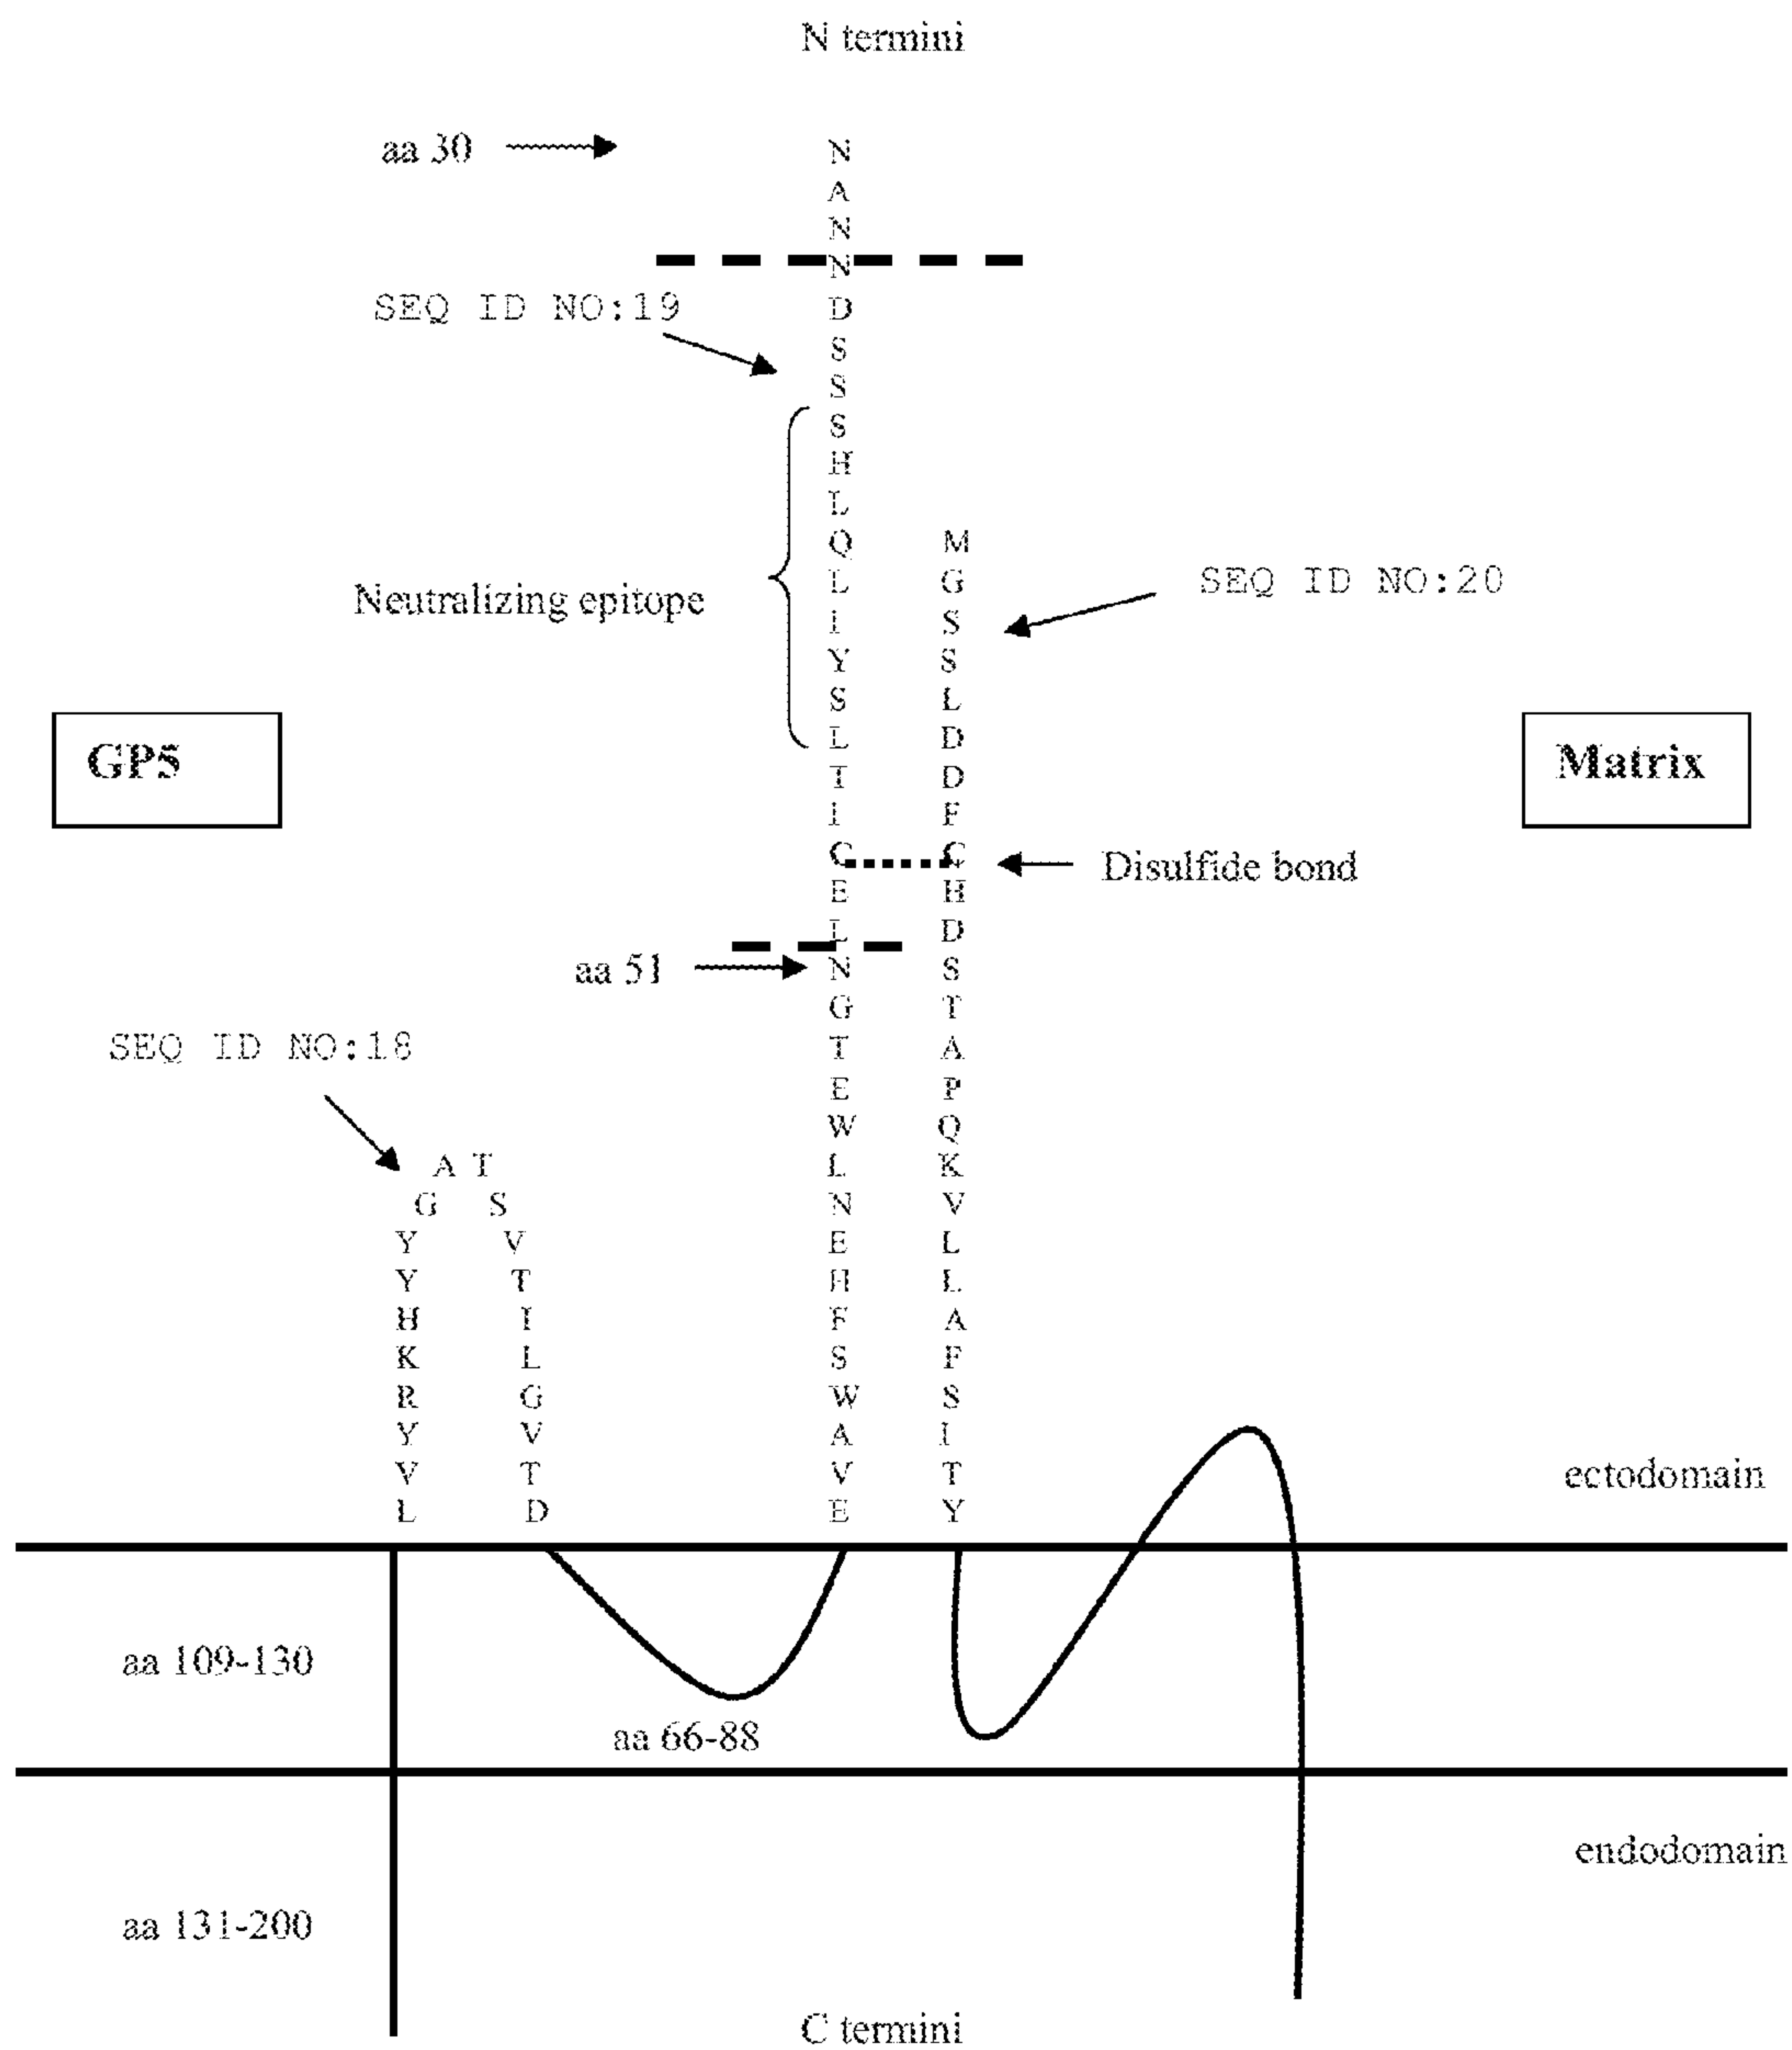 N termini
aa 30
N
A
N
N
SEQ ID NO:19
D
S
S
S
H
L
Q M
L G
SEQ ID NO:20
Neutralizing epitope
I S
Y S
S L
L D
GP5
Matrix
T D
I F
C C
Disulfide bond
E H
L D
aa 51
N S
G T
SEQ ID NO:18
T A
E P
W Q
A T L K
G S N V
Y V E L
Y T H L
H I F A
K L S F
R G W S
Y V A I
V T V T
ectodomain
L D E Y
aa 109-130
aa 66-88
endodomain
aa 131-200
C termini